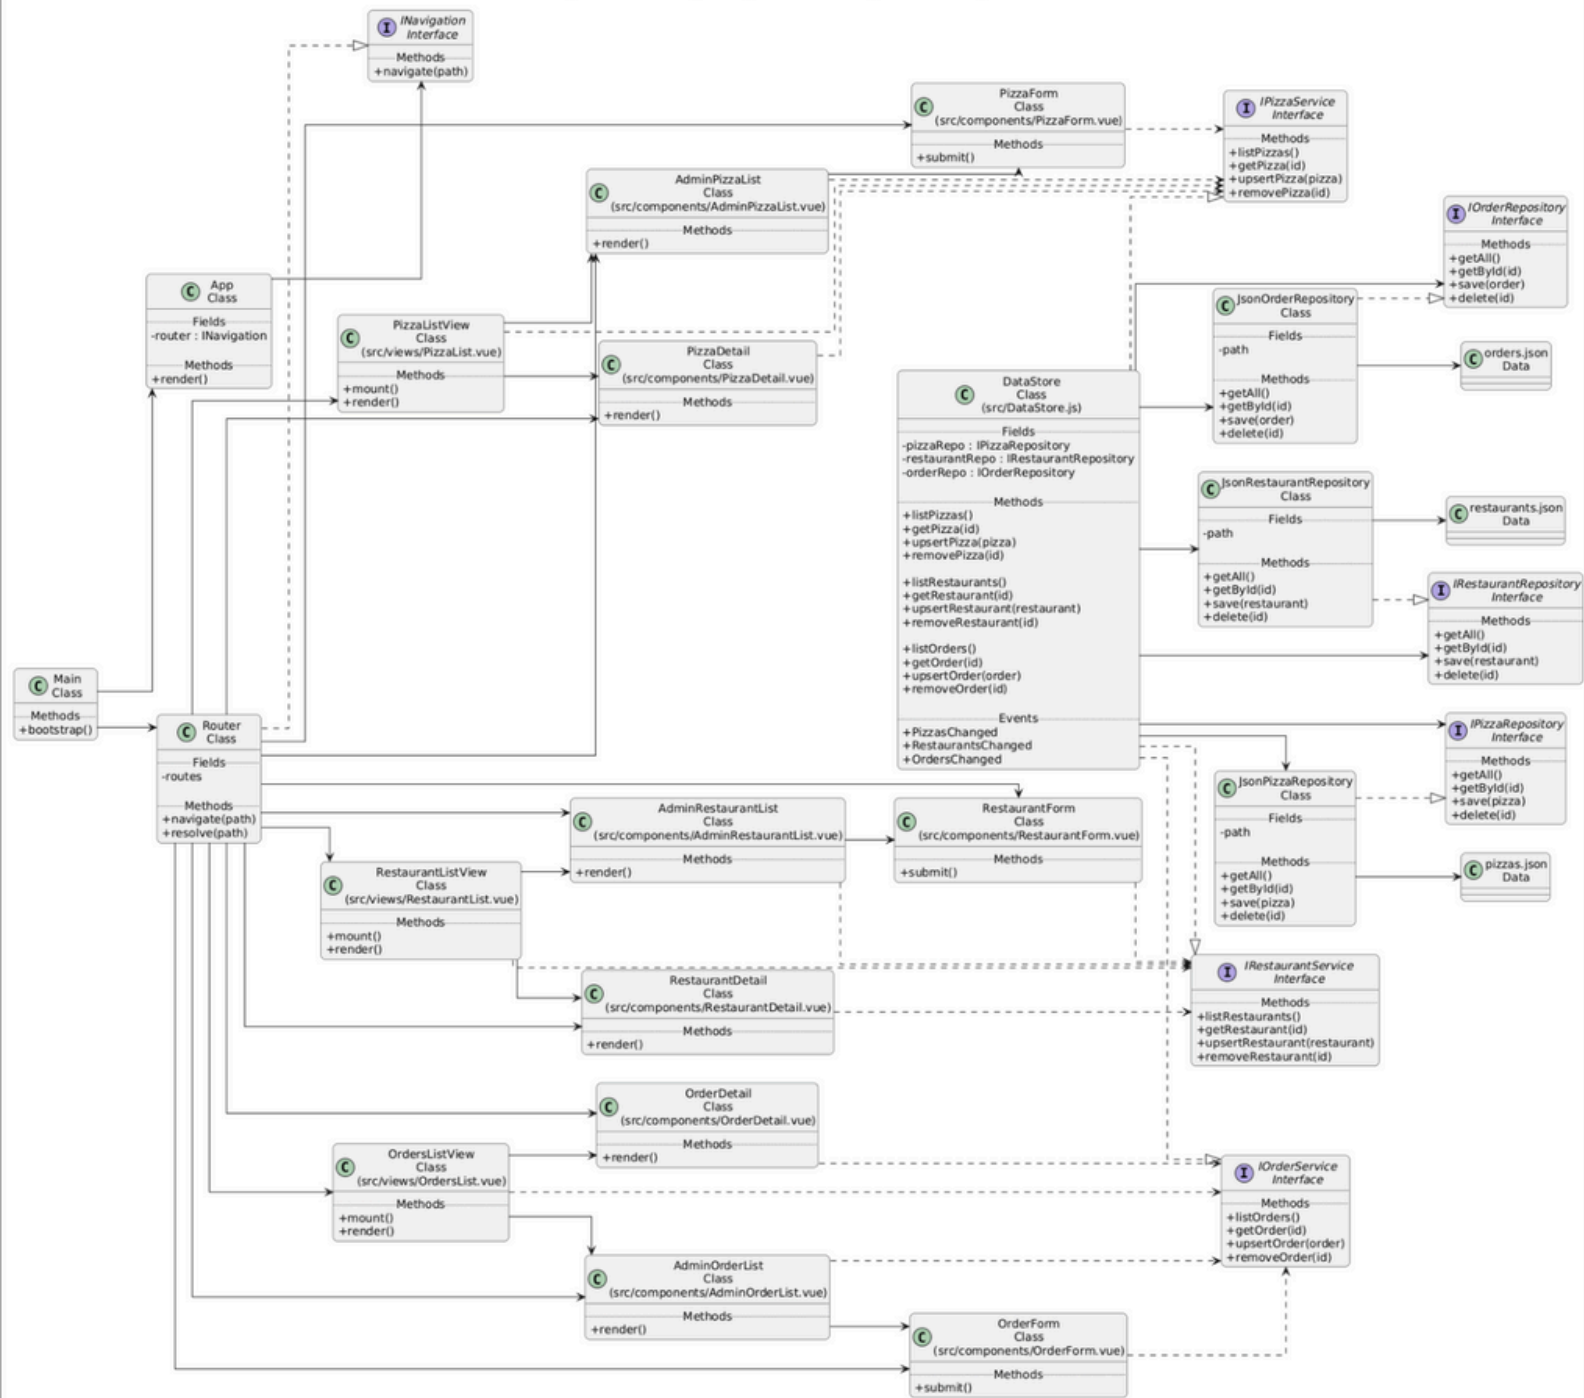 I
INavigation
Interface
Methods
+navigate(path)
C
PizzaForm
Class
(src/components/PizzaForm.vue)
Methods
+submit()
I
IPizzaService
Interface
Methods
+listPizzas()
+getPizza(id)
+upsertPizza(pizza)
+removePizza(id)
C
AdminPizzaList
Class
(src/components/AdminPizzaList.vue)
Methods
+render()
I
IOrderRepository
Interface
Methods
+getAll()
+getById(id)
+save(order)
+delete(id)
C
App
Class
Fields
-router : INavigation
Methods
+render()
C
PizzaListView
Class
(src/views/PizzaList.vue)
Methods
+mount()
+render()
C
PizzaDetail
Class
(src/components/PizzaDetail.vue)
Methods
+render()
C
JsonOrderRepository
Class
Fields
-path
Methods
+getAll()
+getById(id)
+save(order)
+delete(id)
C
orders.json
Data
C
DataStore
Class
(src/DataStore.js)
Fields
-pizzaRepo : IPizzaRepository
-restaurantRepo : IRestaurantRepository
-orderRepo : IOrderRepository
Methods
+listPizzas()
+getPizza(id)
+upsertPizza(pizza)
+removePizza(id)
+listRestaurants()
+getRestaurant(id)
+upsertRestaurant(restaurant)
+removeRestaurant(id)
+listOrders()
+getOrder(id)
+upsertOrder(order)
+removeOrder(id)
Events
+PizzasChanged
+RestaurantsChanged
+OrdersChanged
C
JsonRestaurantRepository
Class
Fields
-path
Methods
+getAll()
+getById(id)
+save(restaurant)
+delete(id)
C
restaurants.json
Data
I
IRestaurantRepository
Interface
Methods
+getAll()
+getById(id)
+save(restaurant)
+delete(id)
C
Main
Class
Methods
+bootstrap()
C
Router
Class
Fields
-routes
Methods
+navigate(path)
+resolve(path)
I
IPizzaRepository
Interface
Methods
+getAll()
+getById(id)
+save(pizza)
+delete(id)
C
JsonPizzaRepository
Class
Fields
-path
Methods
+getAll()
+getById(id)
+save(pizza)
+delete(id)
C
pizzas.json
Data
C
AdminRestaurantList
Class
(src/components/AdminRestaurantList.vue)
Methods
+render()
C
RestaurantForm
Class
(src/components/RestaurantForm.vue)
Methods
+submit()
C
RestaurantListView
Class
(src/views/RestaurantList.vue)
Methods
+mount()
+render()
C
RestaurantDetail
Class
(src/components/RestaurantDetail.vue)
Methods
+render()
I
IRestaurantService
Interface
Methods
+listRestaurants()
+getRestaurant(id)
+upsertRestaurant(restaurant)
+removeRestaurant(id)
C
OrderDetail
Class
(src/components/OrderDetail.vue)
Methods
+render()
C
OrdersListView
Class
(src/views/OrdersList.vue)
Methods
+mount()
+render()
I
IOrderService
Interface
Methods
+listOrders()
+getOrder(id)
+upsertOrder(order)
+removeOrder(id)
C
AdminOrderList
Class
(src/components/AdminOrderList.vue)
Methods
+render()
C
OrderForm
Class
(src/components/OrderForm.vue)
Methods
+submit()